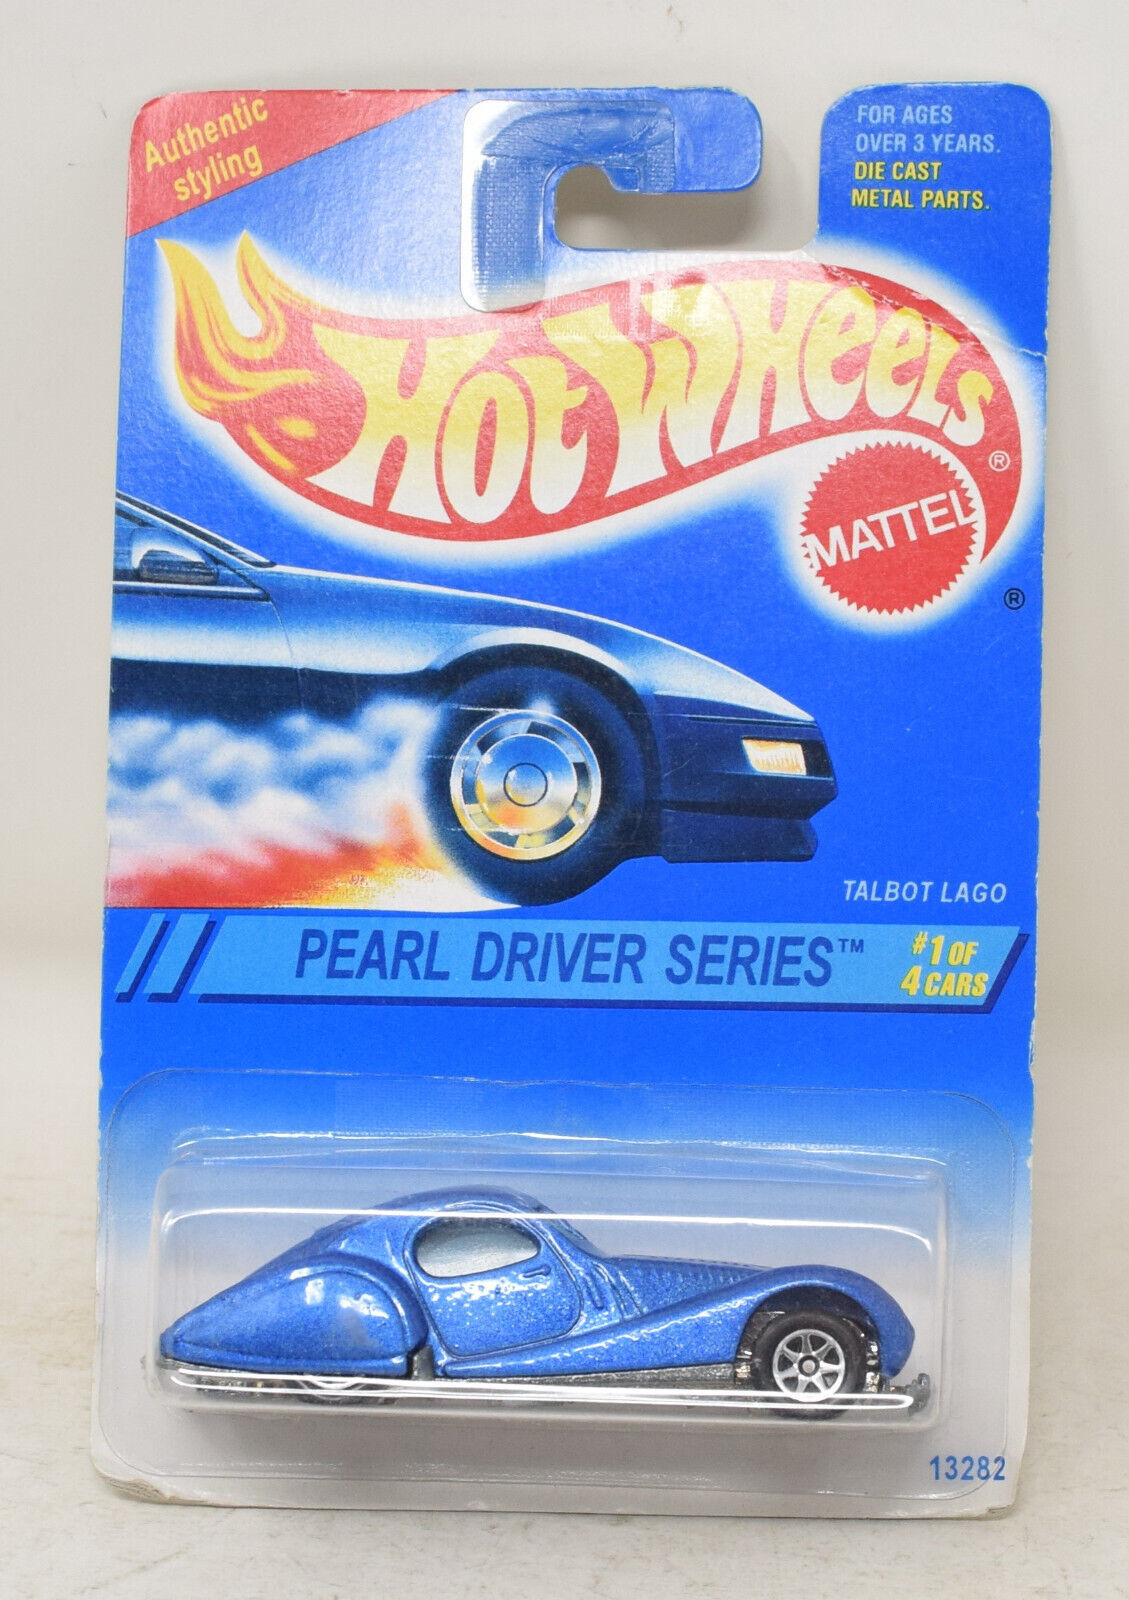 Authentic
styling
FOR AGES
OVER 3 YEARS.
DIE CAST
METAL PARTS.
HOT WHEELS
®
MATTEL
®
TALBOT LAGO
PEARL DRIVER SERIES™
#1 OF
4 CARS
13282